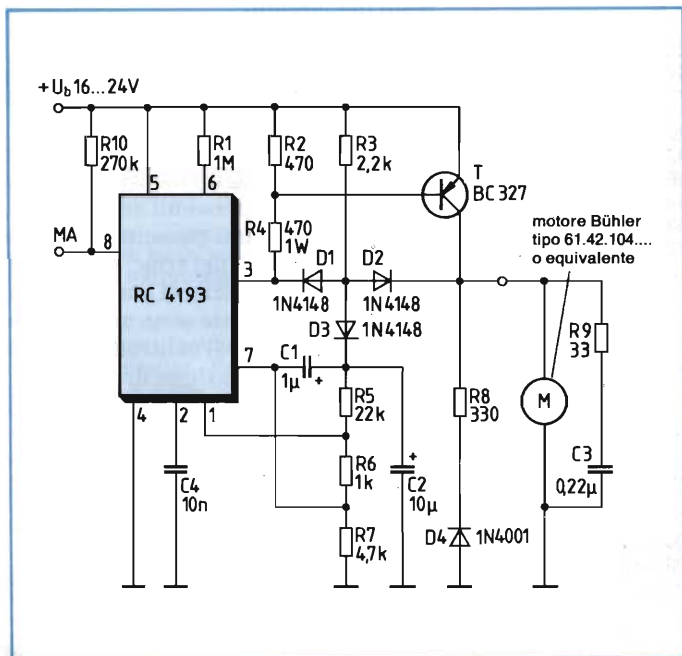 +U_b 16...24V
R10
270k
R1
1M
R2
470
R3
2,2k
T
BC 327
5
6
MA
8
R4
470
1W
motore Bühler
tipo 61.42.104....
o equivalente
3
D1
D2
RC 4193
1N4148
1N4148
D3
1N4148
R9
33
7
C1
1µ
+
R5
22k
R8
330
M
4
2
1
+
R6
1k
C2
10µ
C3
0,22µ
C4
10n
R7
4,7k
D4
1N4001